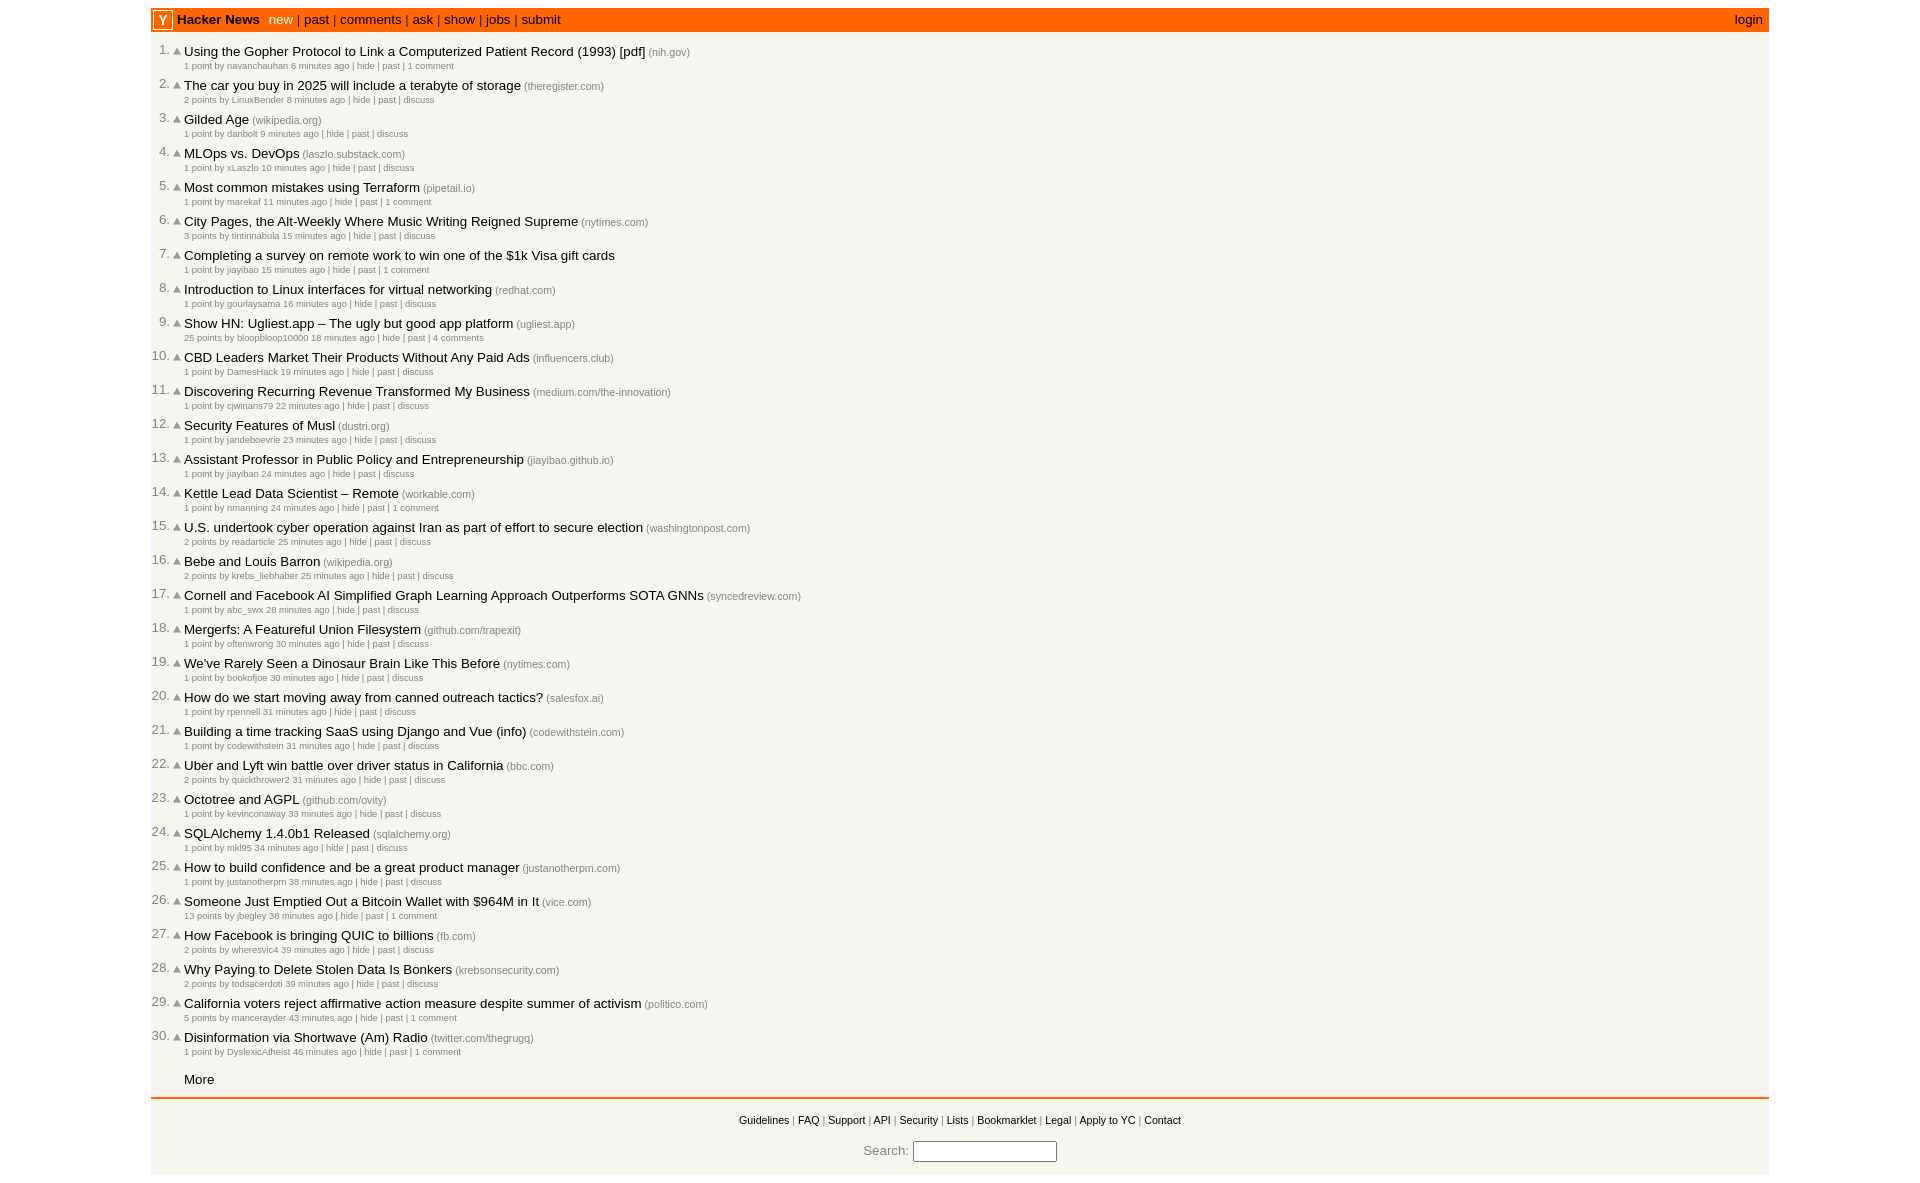 Y Hacker News new | past | comments | ask | show | jobs | submit login
1. Using the Gopher Protocol to Link a Computerized Patient Record (1993) [pdf] (nih.gov)
1 point by navanchauhan 6 minutes ago | hide | past | 1 comment
2. The car you buy in 2025 will include a terabyte of storage (theregister.com)
2 points by LinuxBender 8 minutes ago | hide | past | discuss
3. Gilded Age (wikipedia.org)
1 point by danbolt 9 minutes ago | hide | past | discuss
4. MLOps vs. DevOps (laszlo.substack.com)
1 point by xLaszlo 10 minutes ago | hide | past | discuss
5. Most common mistakes using Terraform (pipetail.io)
1 point by marekaf 11 minutes ago | hide | past | 1 comment
6. City Pages, the Alt-Weekly Where Music Writing Reigned Supreme (nytimes.com)
3 points by tintinnabula 15 minutes ago | hide | past | discuss
7. Completing a survey on remote work to win one of the $1k Visa gift cards
1 point by jiayibao 15 minutes ago | hide | past | 1 comment
8. Introduction to Linux interfaces for virtual networking (redhat.com)
1 point by gourlaysama 16 minutes ago | hide | past | discuss
9. Show HN: Ugliest.app – The ugly but good app platform (ugliest.app)
25 points by bloopbloop10000 18 minutes ago | hide | past | 4 comments
10. CBD Leaders Market Their Products Without Any Paid Ads (influencers.club)
1 point by DamesHack 19 minutes ago | hide | past | discuss
11. Discovering Recurring Revenue Transformed My Business (medium.com/the-innovation)
1 point by cjwinans79 22 minutes ago | hide | past | discuss
12. Security Features of Musl (dustri.org)
1 point by jandeboevrie 23 minutes ago | hide | past | discuss
13. Assistant Professor in Public Policy and Entrepreneurship (jiayibao.github.io)
1 point by jiayibao 24 minutes ago | hide | past | discuss
14. Kettle Lead Data Scientist – Remote (workable.com)
1 point by nmanning 24 minutes ago | hide | past | 1 comment
15. U.S. undertook cyber operation against Iran as part of effort to secure election (washingtonpost.com)
2 points by readarticle 25 minutes ago | hide | past | discuss
16. Bebe and Louis Barron (wikipedia.org)
2 points by krebs_liebhaber 25 minutes ago | hide | past | discuss
17. Cornell and Facebook AI Simplified Graph Learning Approach Outperforms SOTA GNNs (syncedreview.com)
1 point by abc_swx 28 minutes ago | hide | past | discuss
18. Mergerfs: A Featureful Union Filesystem (github.com/trapexit)
1 point by oftenwrong 30 minutes ago | hide | past | discuss
19. We've Rarely Seen a Dinosaur Brain Like This Before (nytimes.com)
1 point by bookofjoe 30 minutes ago | hide | past | discuss
20. How do we start moving away from canned outreach tactics? (salesfox.ai)
1 point by rpennell 31 minutes ago | hide | past | discuss
21. Building a time tracking SaaS using Django and Vue (info) (codewithstein.com)
1 point by codewithstein 31 minutes ago | hide | past | discuss
22. Uber and Lyft win battle over driver status in California (bbc.com)
2 points by quickthrower2 31 minutes ago | hide | past | discuss
23. Octotree and AGPL (github.com/ovity)
1 point by kevinconaway 33 minutes ago | hide | past | discuss
24. SQLAlchemy 1.4.0b1 Released (sqlalchemy.org)
1 point by mkl95 34 minutes ago | hide | past | discuss
25. How to build confidence and be a great product manager (justanotherpm.com)
1 point by justanotherpm 38 minutes ago | hide | past | discuss
26. Someone Just Emptied Out a Bitcoin Wallet with $964M in It (vice.com)
13 points by jbegley 38 minutes ago | hide | past | 1 comment
27. How Facebook is bringing QUIC to billions (fb.com)
2 points by wheresvic4 39 minutes ago | hide | past | discuss
28. Why Paying to Delete Stolen Data Is Bonkers (krebsonsecurity.com)
2 points by todsacerdoti 39 minutes ago | hide | past | discuss
29. California voters reject affirmative action measure despite summer of activism (politico.com)
5 points by mancerayder 43 minutes ago | hide | past | 1 comment
30. Disinformation via Shortwave (Am) Radio (twitter.com/thegrugq)
1 point by DyslexicAtheist 46 minutes ago | hide | past | 1 comment
More
Guidelines | FAQ | Support | API | Security | Lists | Bookmarklet | Legal | Apply to YC | Contact
Search: